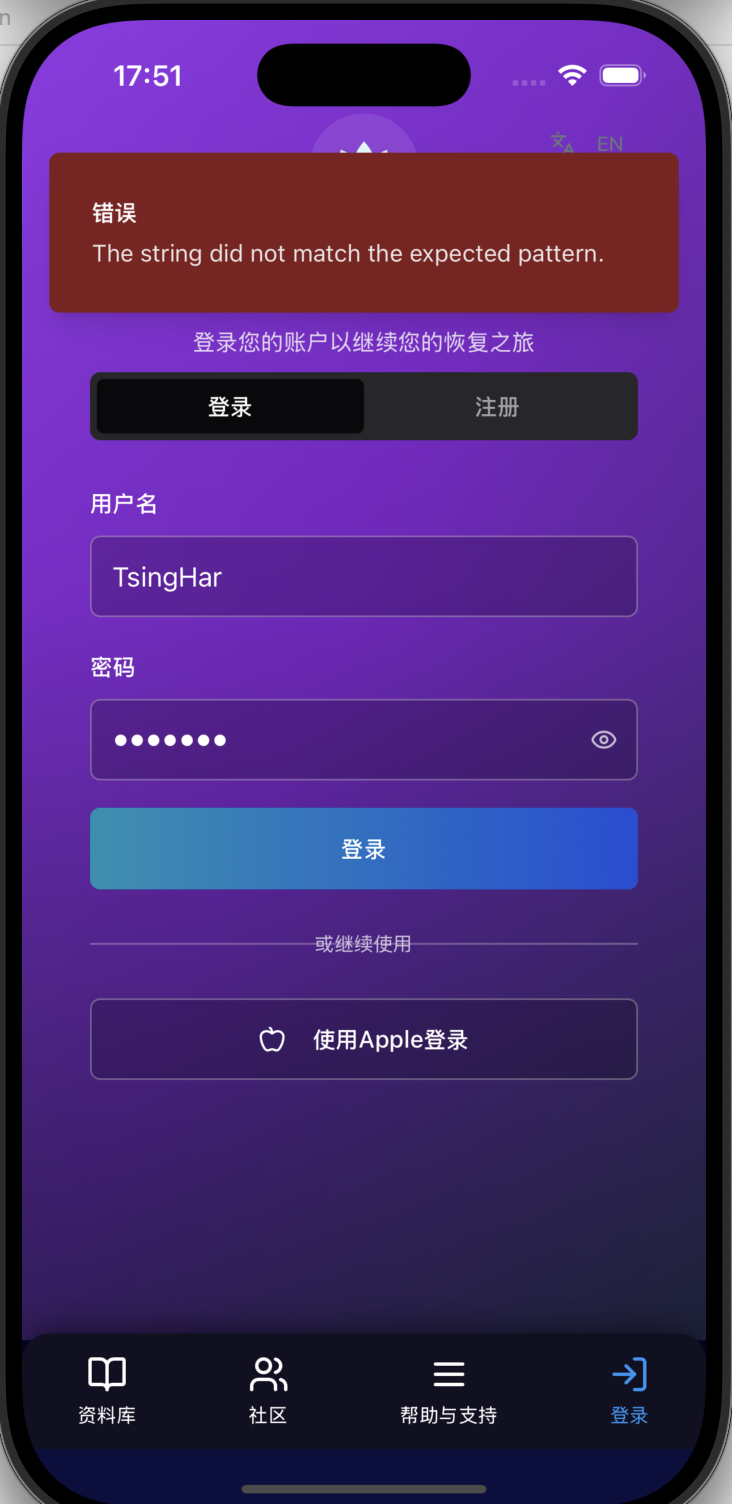 n
17:51
EN
错误
The string did not match the expected pattern.
登录您的账户以继续您的恢复之旅
登录 注册
用户名
TsingHar
密码
登录
或继续使用
使用Apple登录
资料库 社区 帮助与支持 登录